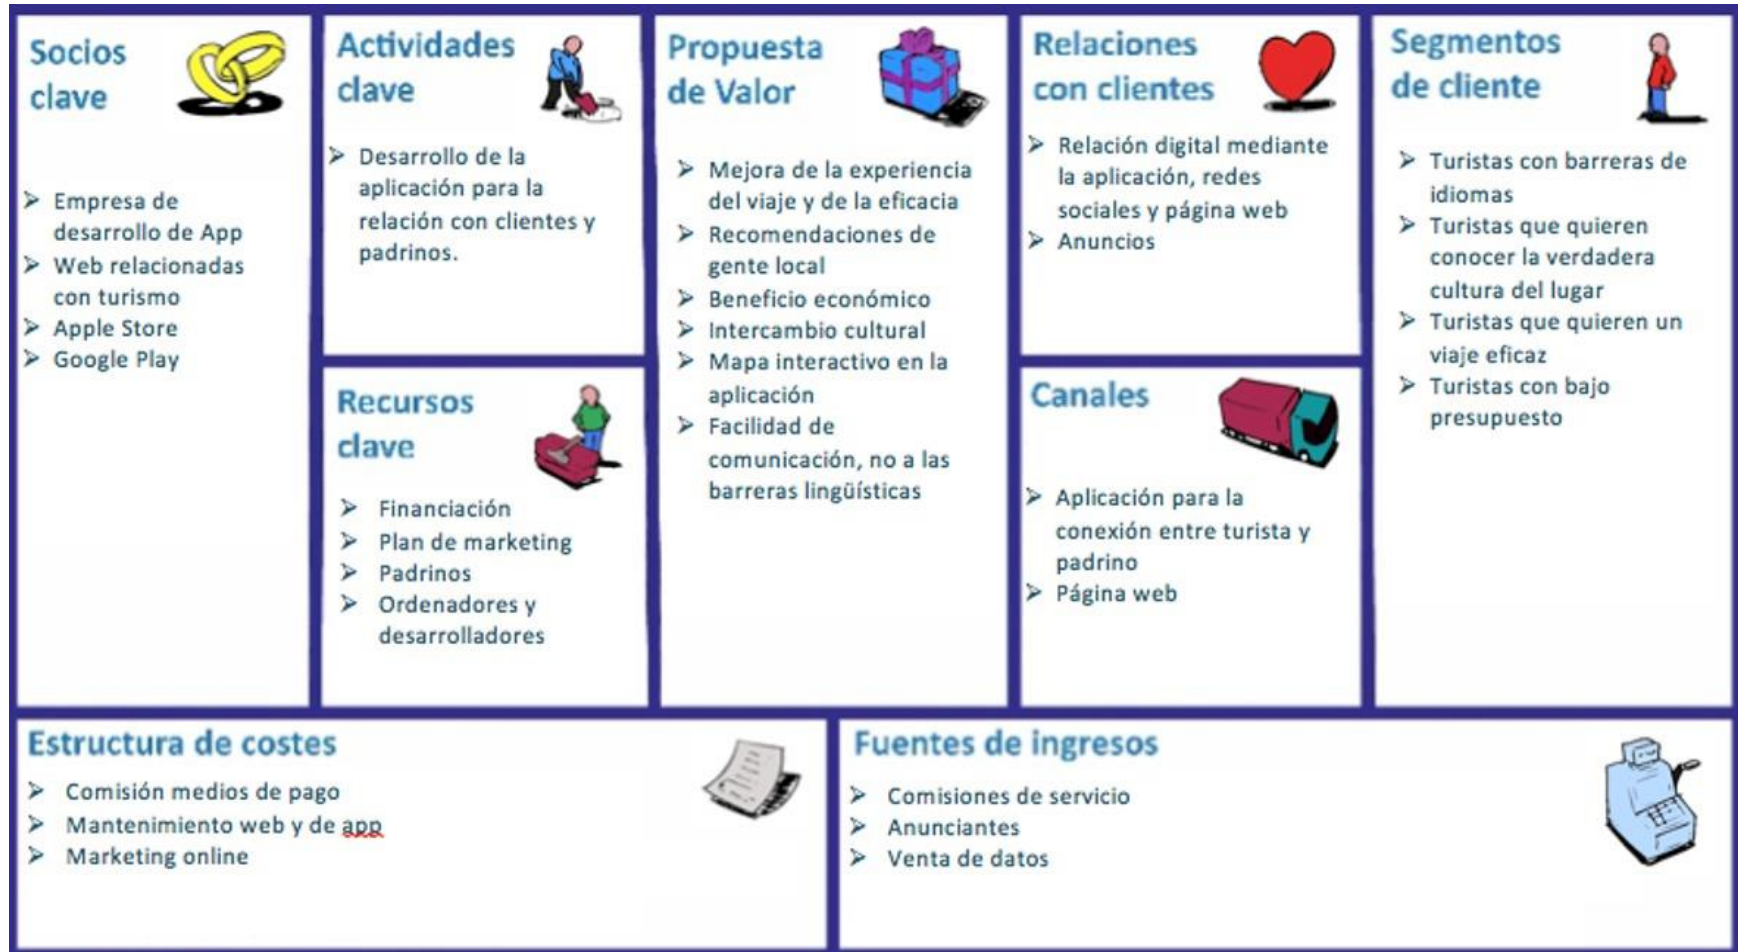 Socios
clave
➢ Empresa de
desarrollo de App
➢ Web relacionadas
con turismo
➢ Apple Store
➢ Google Play
Actividades
clave
➢ Desarrollo de la
aplicación para la
relación con clientes y
padrinos.
Recursos
clave
➢ Financiación
➢ Plan de marketing
➢ Padrinos
➢ Ordenadores y
desarrolladores
Propuesta
de Valor
➢ Mejora de la experiencia
del viaje y de la eficacia
➢ Recomendaciones de
gente local
➢ Beneficio económico
➢ Intercambio cultural
➢ Mapa interactivo en la
aplicación
➢ Facilidad de
comunicación, no a las
barreras lingüísticas
Relaciones
con clientes
➢ Relación digital mediante
la aplicación, redes
sociales y página web
➢ Anuncios
Canales
➢ Aplicación para la
conexión entre turista y
padrino
➢ Página web
Segmentos
de cliente
➢ Turistas con barreras de
idiomas
➢ Turistas que quieren
conocer la verdadera
cultura del lugar
➢ Turistas que quieren un
viaje eficaz
➢ Turistas con bajo
presupuesto
Estructura de costes
➢ Comisión medios de pago
➢ Mantenimiento web y de app
➢ Marketing online
Fuentes de ingresos
➢ Comisiones de servicio
➢ Anunciantes
➢ Venta de datos